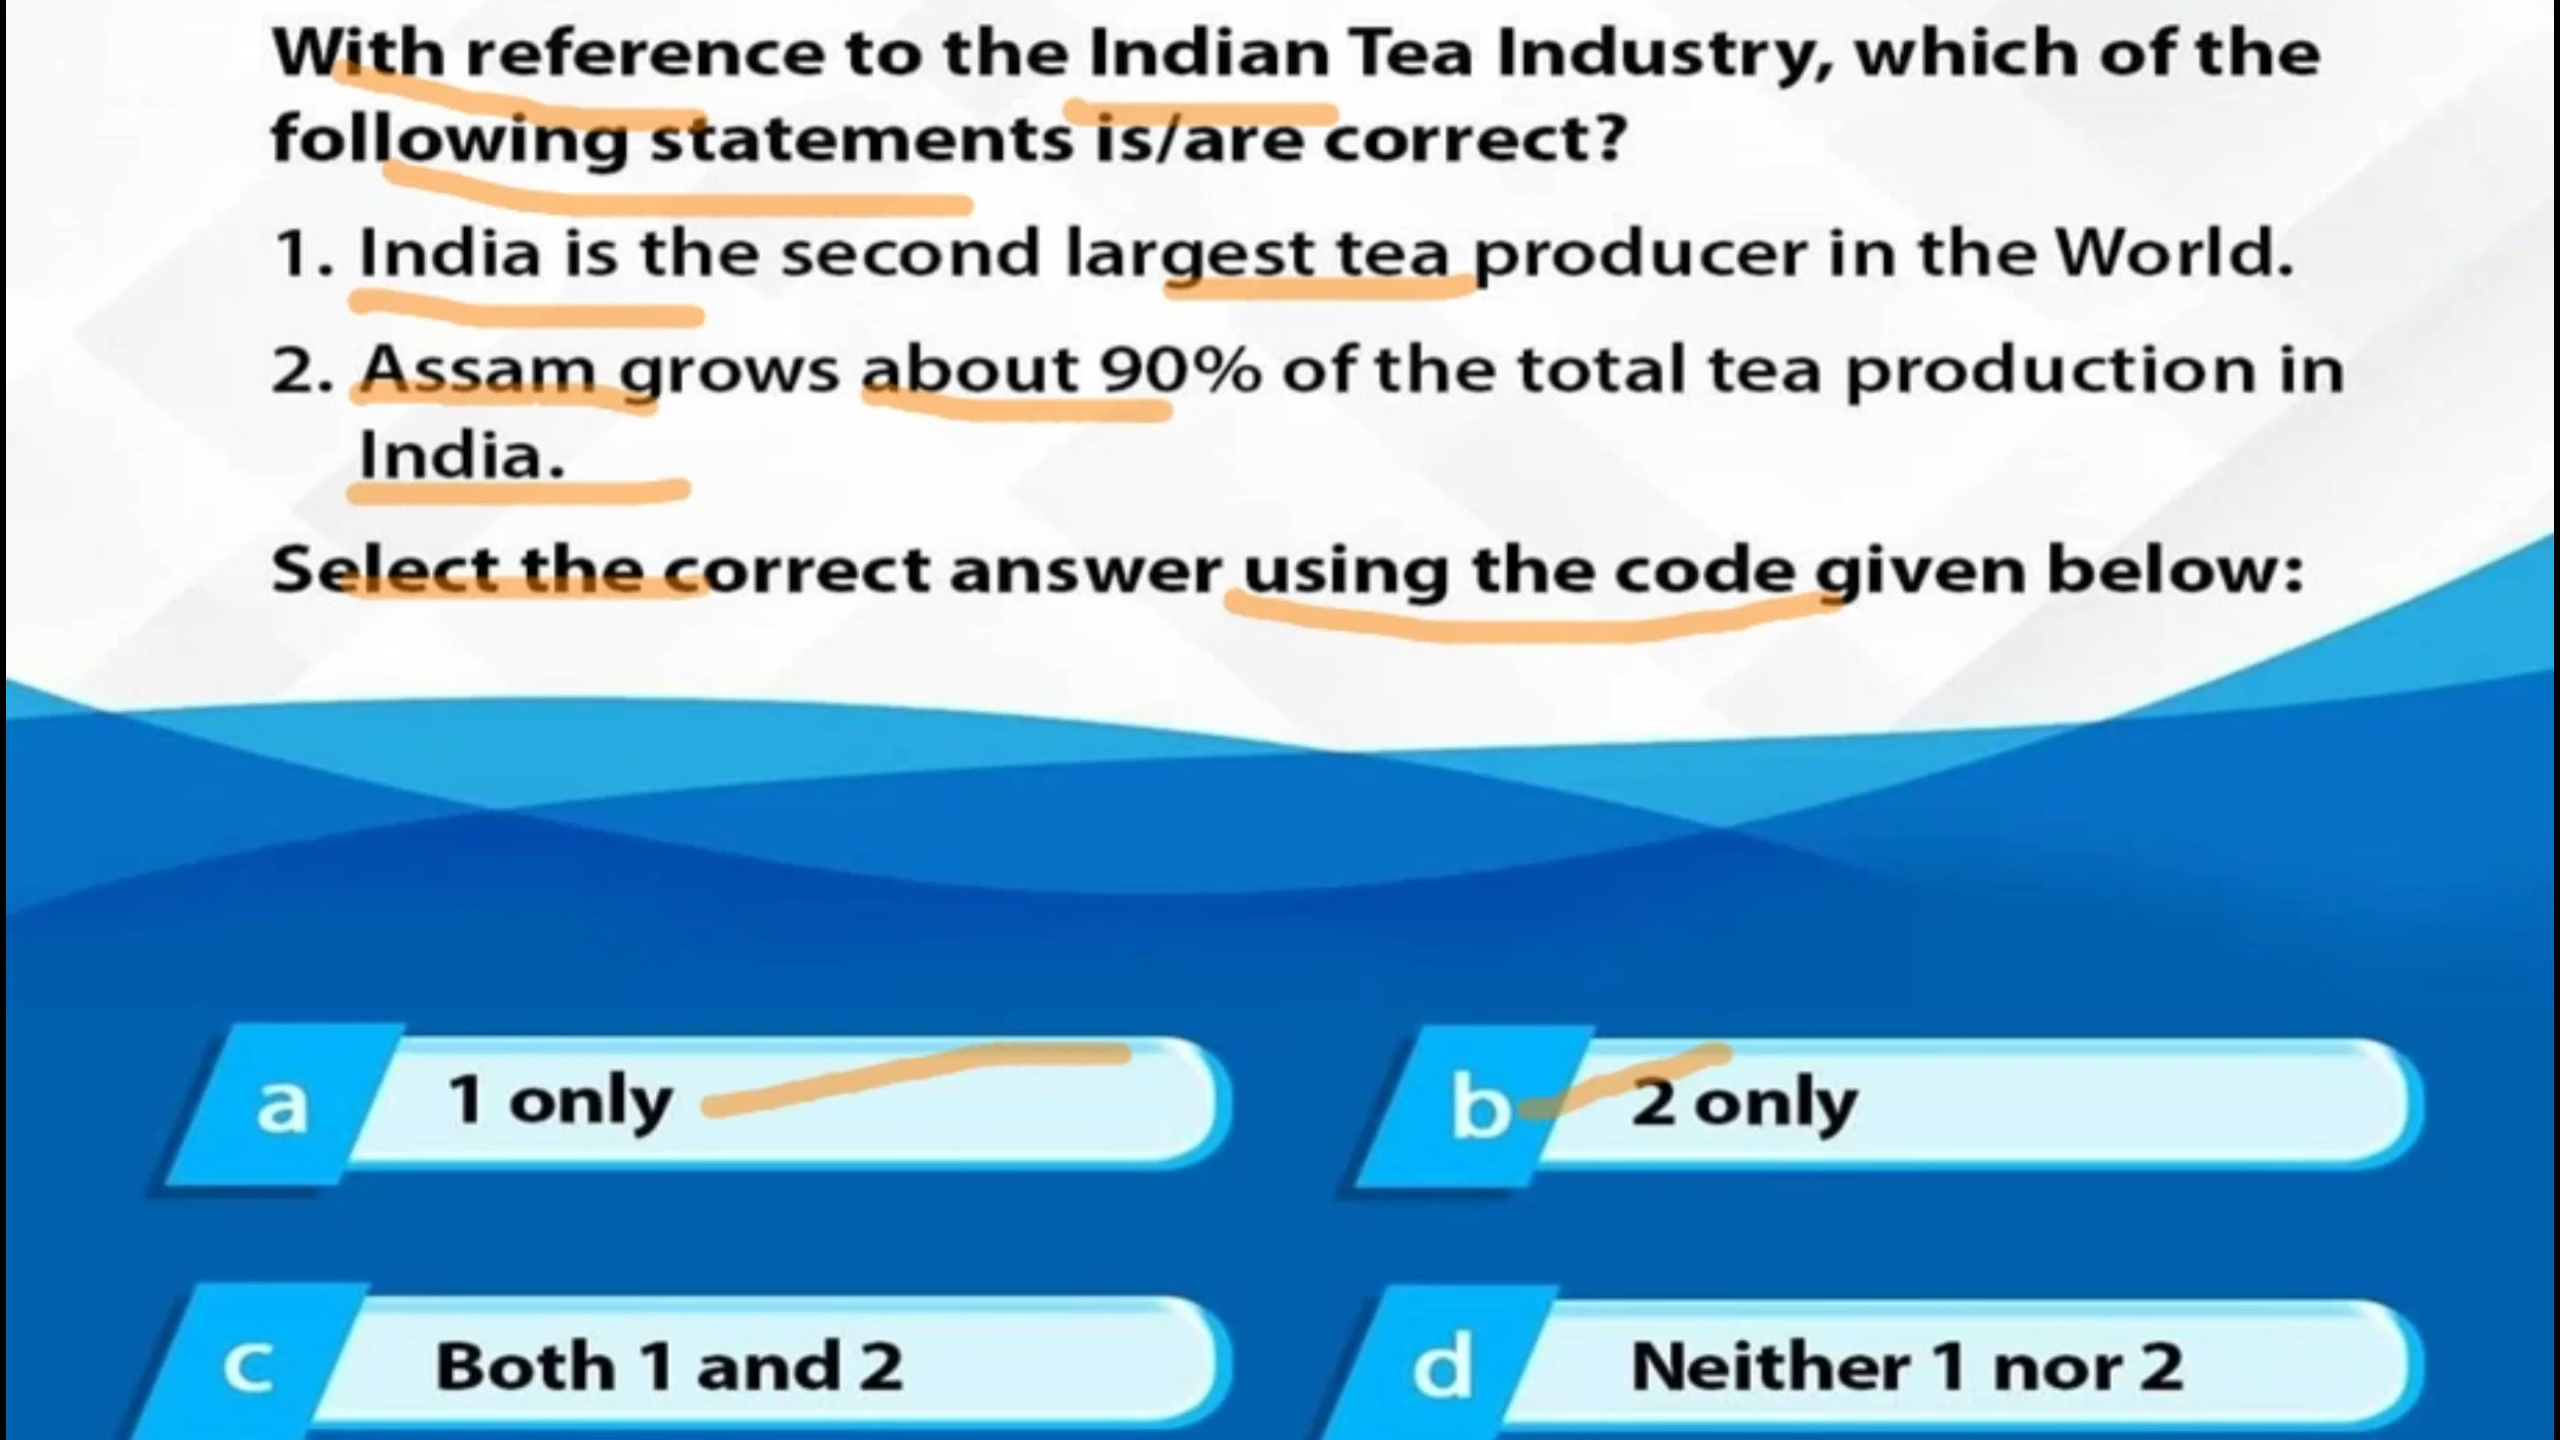 With reference to the Indian Tea Industry, which of the
following statements is/are correct?
1. India is the second largest tea producer in the World.
2. Assam grows about 90% of the total tea production in
India.
Select the correct answer using the code given below:
a 1 only
b 2 only
c Both 1 and 2
d Neither 1 nor 2